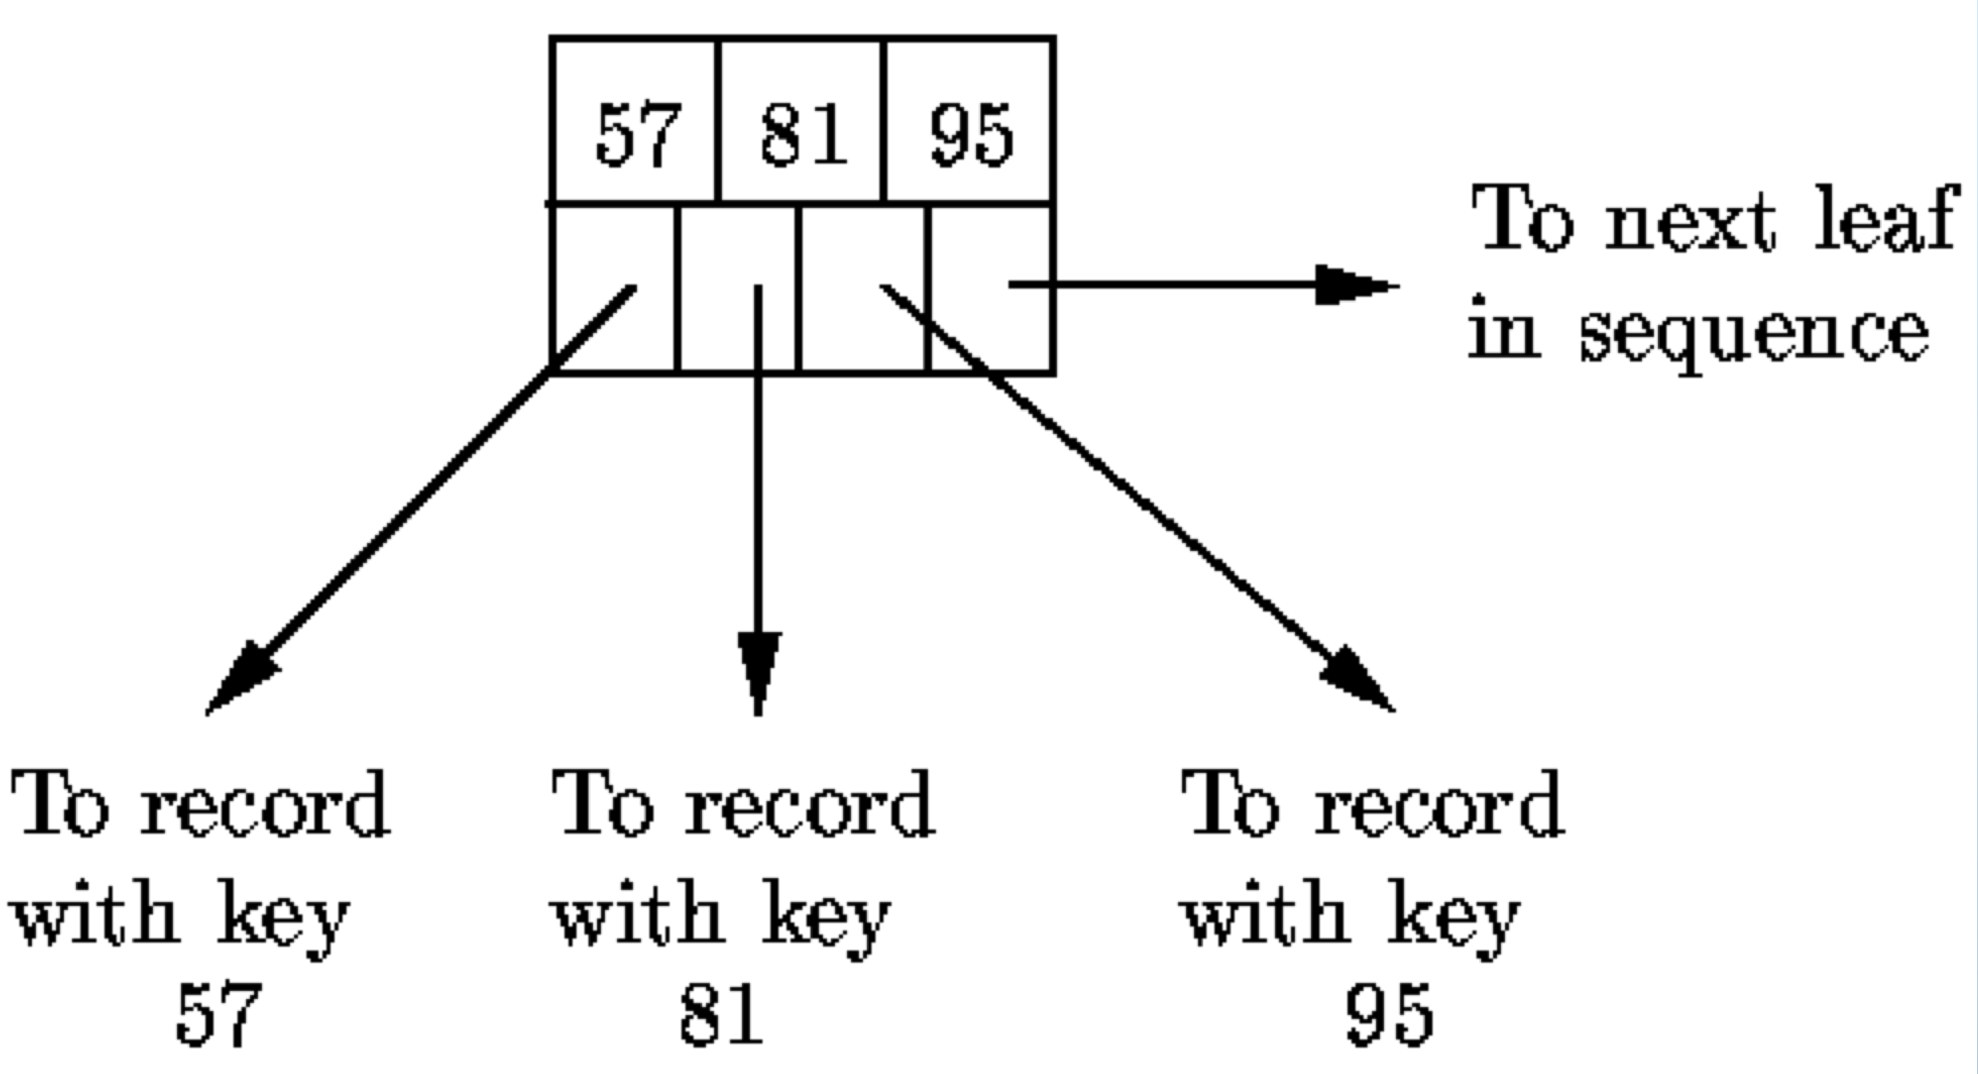 57 81 95
To next leaf
in sequence
To record
with key
57
To record
with key
81
To record
with key
95